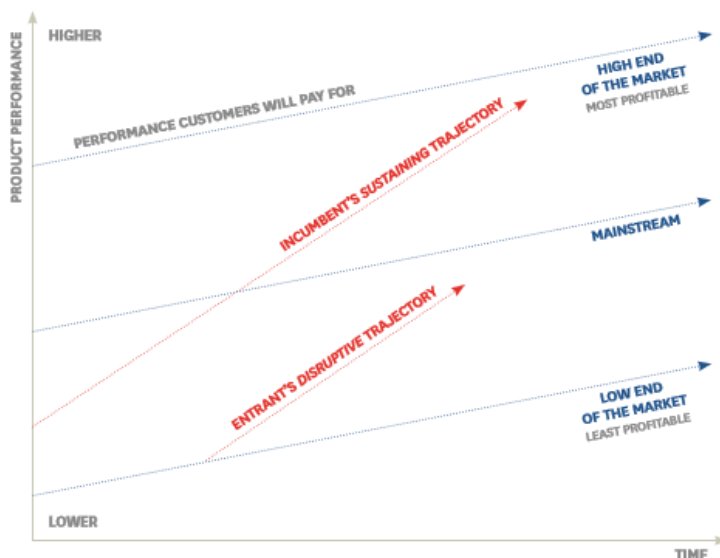 PRODUCT PERFORMANCE
HIGHER
PERFORMANCE CUSTOMERS WILL PAY FOR
HIGH END
OF THE MARKET
MOST PROFITABLE
INCUMBENT'S SUSTAINING TRAJECTORY
MAINSTREAM
ENTRANT'S DISRUPTIVE TRAJECTORY
LOW END
OF THE MARKET
LEAST PROFITABLE
LOWER
TIME